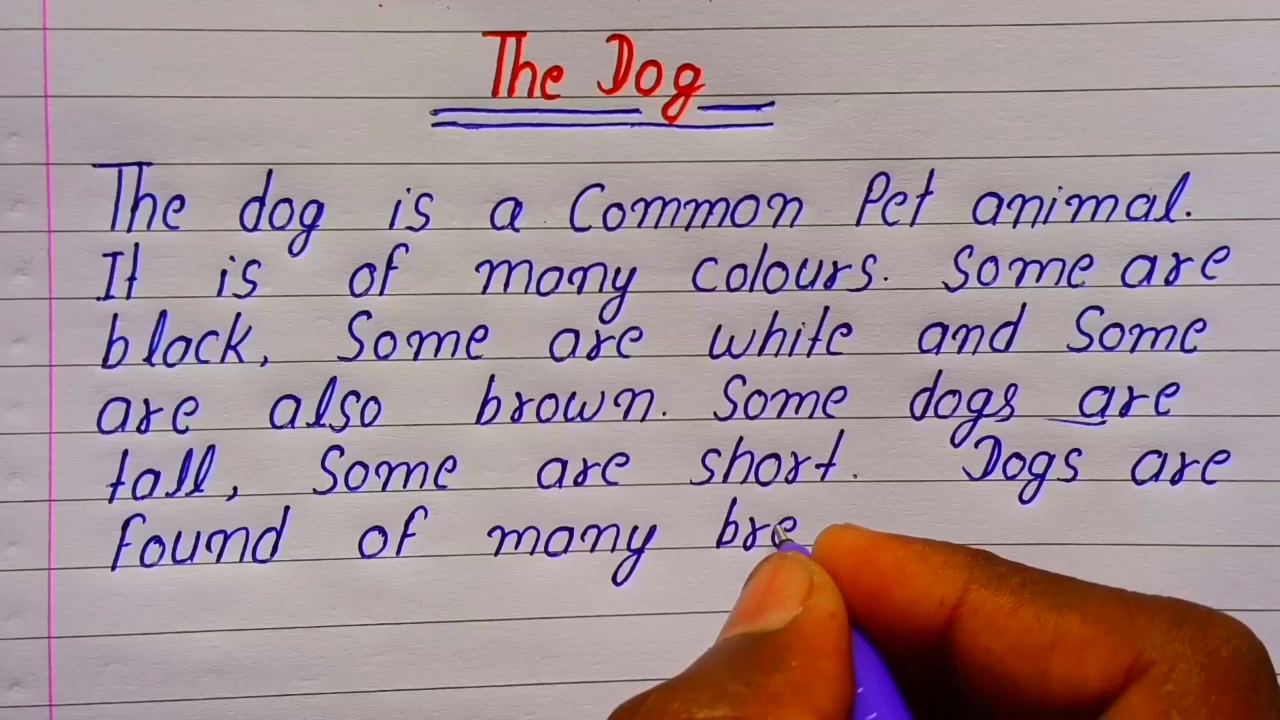 The Dog
The dog is a Common Pet animal.
It is of many colours. Some are
black, Some are white and Some
are also brown. Some dogs are
tall, Some are short. Dogs are
found of many bre